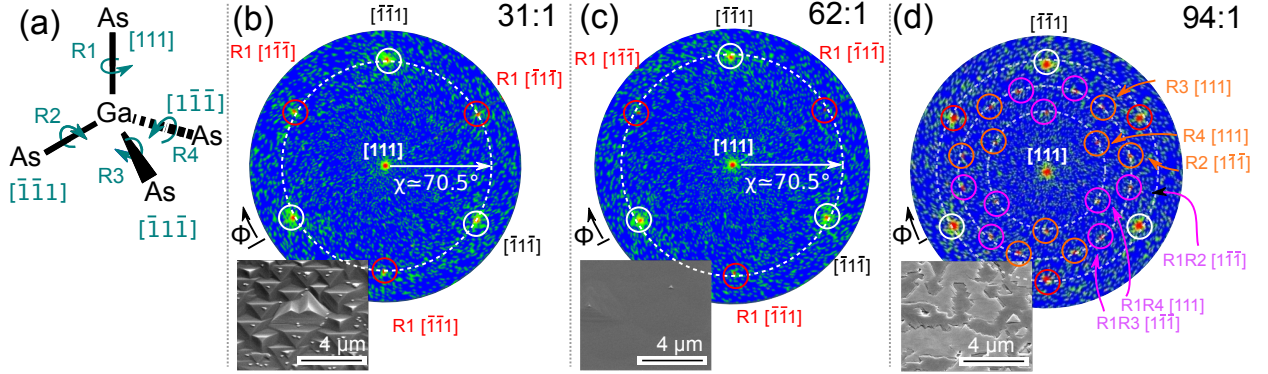 (a)
As
R1
[111]
R2
Ga
[11̅1̅]
As
As
R4
R3
[1̅1̅1]
As
[1̅11̅]
(b)
[1̅1̅1]
31:1
R1 [11̅1̅]
R1 [1̅11̅]
[111]
χ≃70.5°
Φ
[1̅11̅]
R1 [1̅1̅1]
4 μm
(c)
[1̅1̅1]
62:1
R1 [11̅1̅]
R1 [1̅11̅]
[111]
χ≃70.5°
Φ
[1̅11̅]
R1 [1̅1̅1]
4 μm
(d)
[1̅1̅1]
94:1
R3 [111]
[111]
R4 [111]
R2 [11̅1̅]
Φ
R1R2 [11̅1̅]
R1R4 [111]
R1R3 [11̅1̅]
4 μm